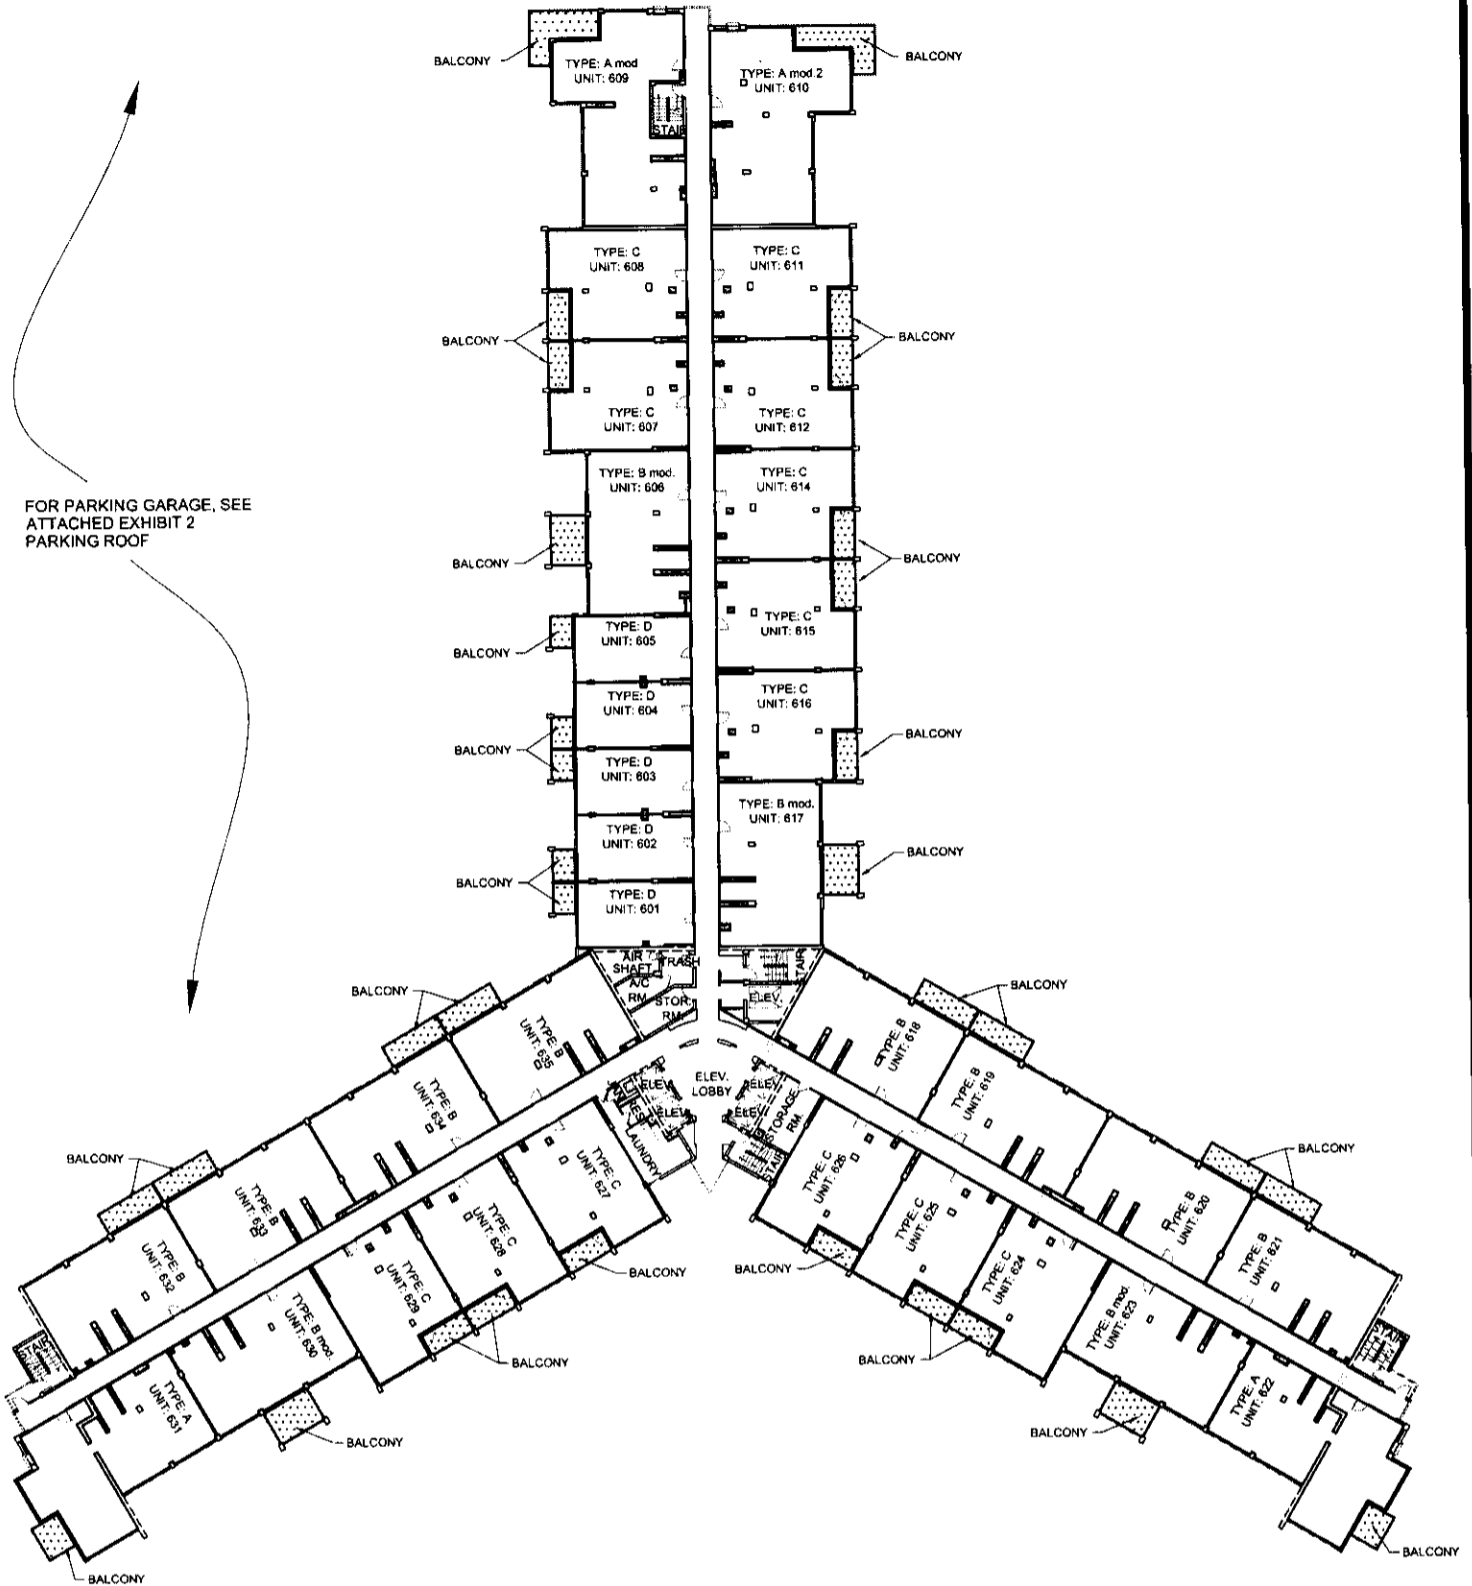 BALCONY
TYPE: A mod
UNIT: 609
STAIR
TYPE: A mod.2
UNIT: 610
BALCONY
TYPE: C
UNIT: 608
TYPE: C
UNIT: 611
BALCONY
BALCONY
TYPE: C
UNIT: 607
TYPE: C
UNIT: 612
TYPE: B mod.
UNIT: 606
TYPE: C
UNIT: 614
FOR PARKING GARAGE, SEE
ATTACHED EXHIBIT 2
PARKING ROOF
BALCONY
BALCONY
TYPE: D
UNIT: 605
TYPE: C
UNIT: 615
BALCONY
TYPE: D
UNIT: 604
TYPE: C
UNIT: 616
BALCONY
BALCONY
TYPE: D
UNIT: 603
TYPE: B mod.
UNIT: 617
TYPE: D
UNIT: 602
BALCONY
BALCONY
TYPE: D
UNIT: 601
AIR
SHAFT
TRASH
A/C
RM.
STOR.
RM.
STAIR
ELEV.
BALCONY
BALCONY
TYPE: B
UNIT: 635
TYPE: B
UNIT: 618
ELEV.
LOBBY
ELEV.
ELEV.
ELEV.
ELEV.
REST
LAUNDRY
STORAGE
RM.
STAIR
TYPE: B
UNIT: 634
TYPE: B
UNIT: 619
BALCONY
BALCONY
TYPE: C
UNIT: 627
TYPE: C
UNIT: 626
TYPE: B
UNIT: 633
TYPE: C
UNIT: 628
TYPE: C
UNIT: 625
TYPE: B
UNIT: 620
TYPE: B
UNIT: 632
TYPE: C
UNIT: 629
TYPE: C
UNIT: 624
TYPE: B
UNIT: 621
BALCONY
BALCONY
TYPE: B mod.
UNIT: 630
TYPE: B mod.
UNIT: 623
STAIR
STAIR
BALCONY
BALCONY
TYPE: A
UNIT: 631
TYPE: A
UNIT: 622
BALCONY
BALCONY
BALCONY
BALCONY